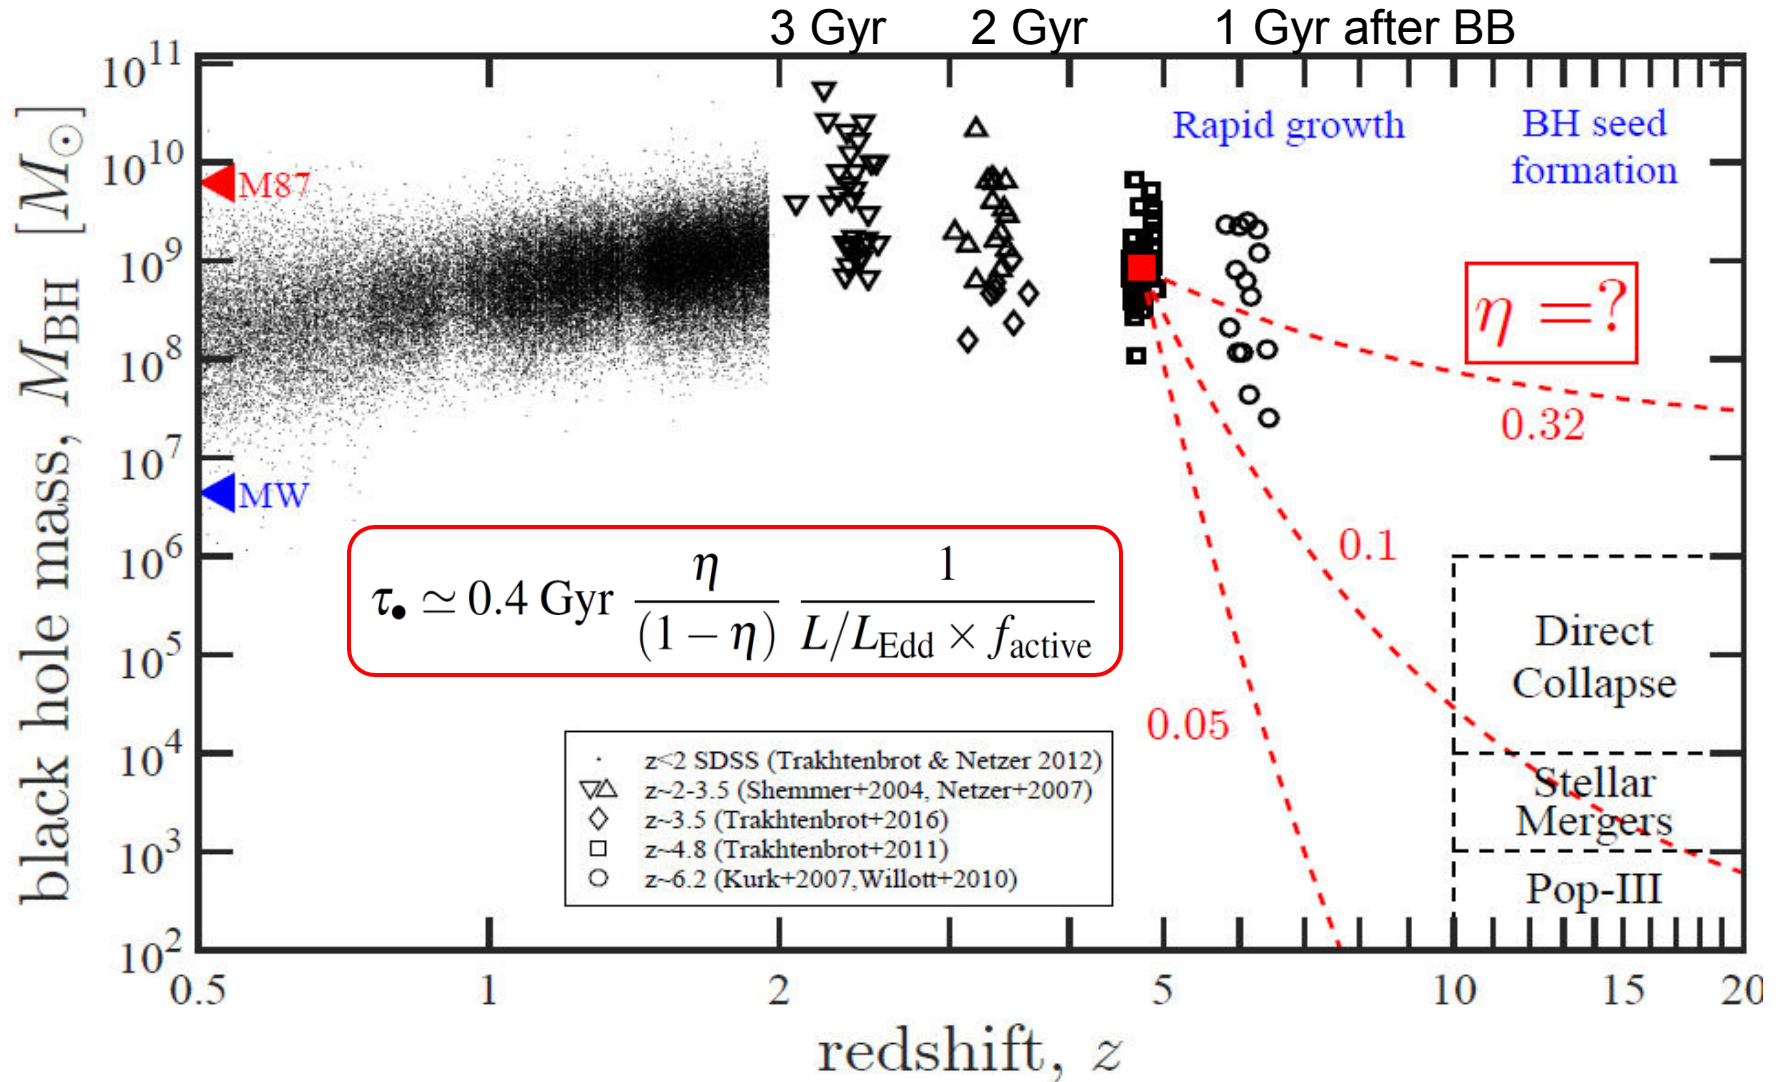 3 Gyr 2 Gyr 1 Gyr after BB
10^11
10^10
10^9
10^8
10^7
10^6
10^5
10^4
10^3
10^2
black hole mass, M_BH [M_☉]
M87
MW
Rapid growth
BH seed
formation
η =?
0.32
0.1
0.05
τ_• ≃ 0.4 Gyr η/(1 − η) 1/(L/L_Edd × f_active)
Direct
Collapse
Stellar
Mergers
Pop-III
z<2 SDSS (Trakhtenbrot & Netzer 2012)
z~2-3.5 (Shemmer+2004, Netzer+2007)
z~3.5 (Trakhtenbrot+2016)
z~4.8 (Trakhtenbrot+2011)
z~6.2 (Kurk+2007,Willott+2010)
0.5 1 2 5 10 15 20
redshift, z